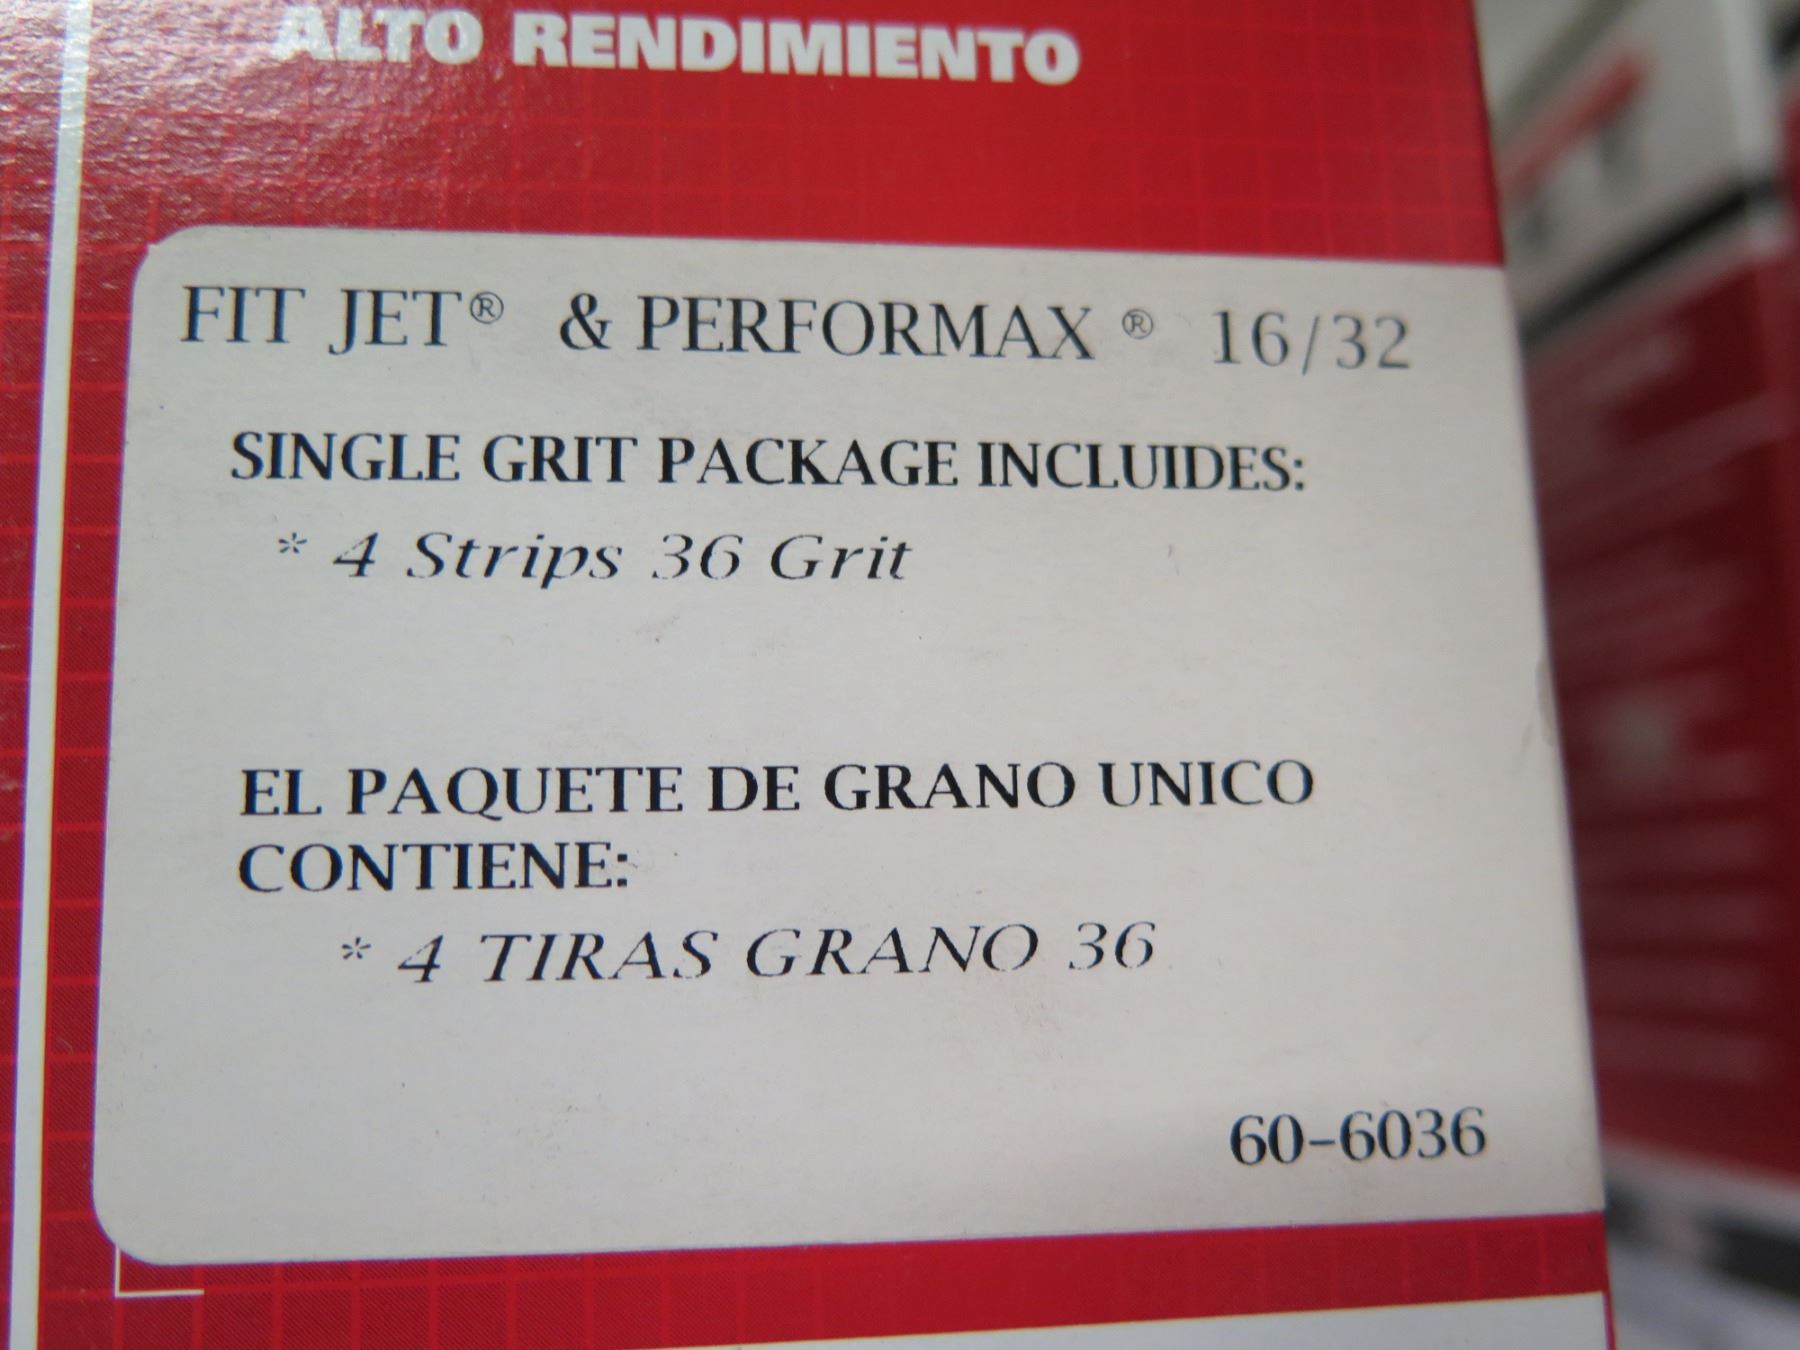 ALTO RENDIMIENTO
FIT JET® & PERFORMAX® 16/32
SINGLE GRIT PACKAGE INCLUIDES:
* 4 Strips 36 Grit
EL PAQUETE DE GRANO UNICO
CONTIENE:
* 4 TIRAS GRANO 36
60-6036